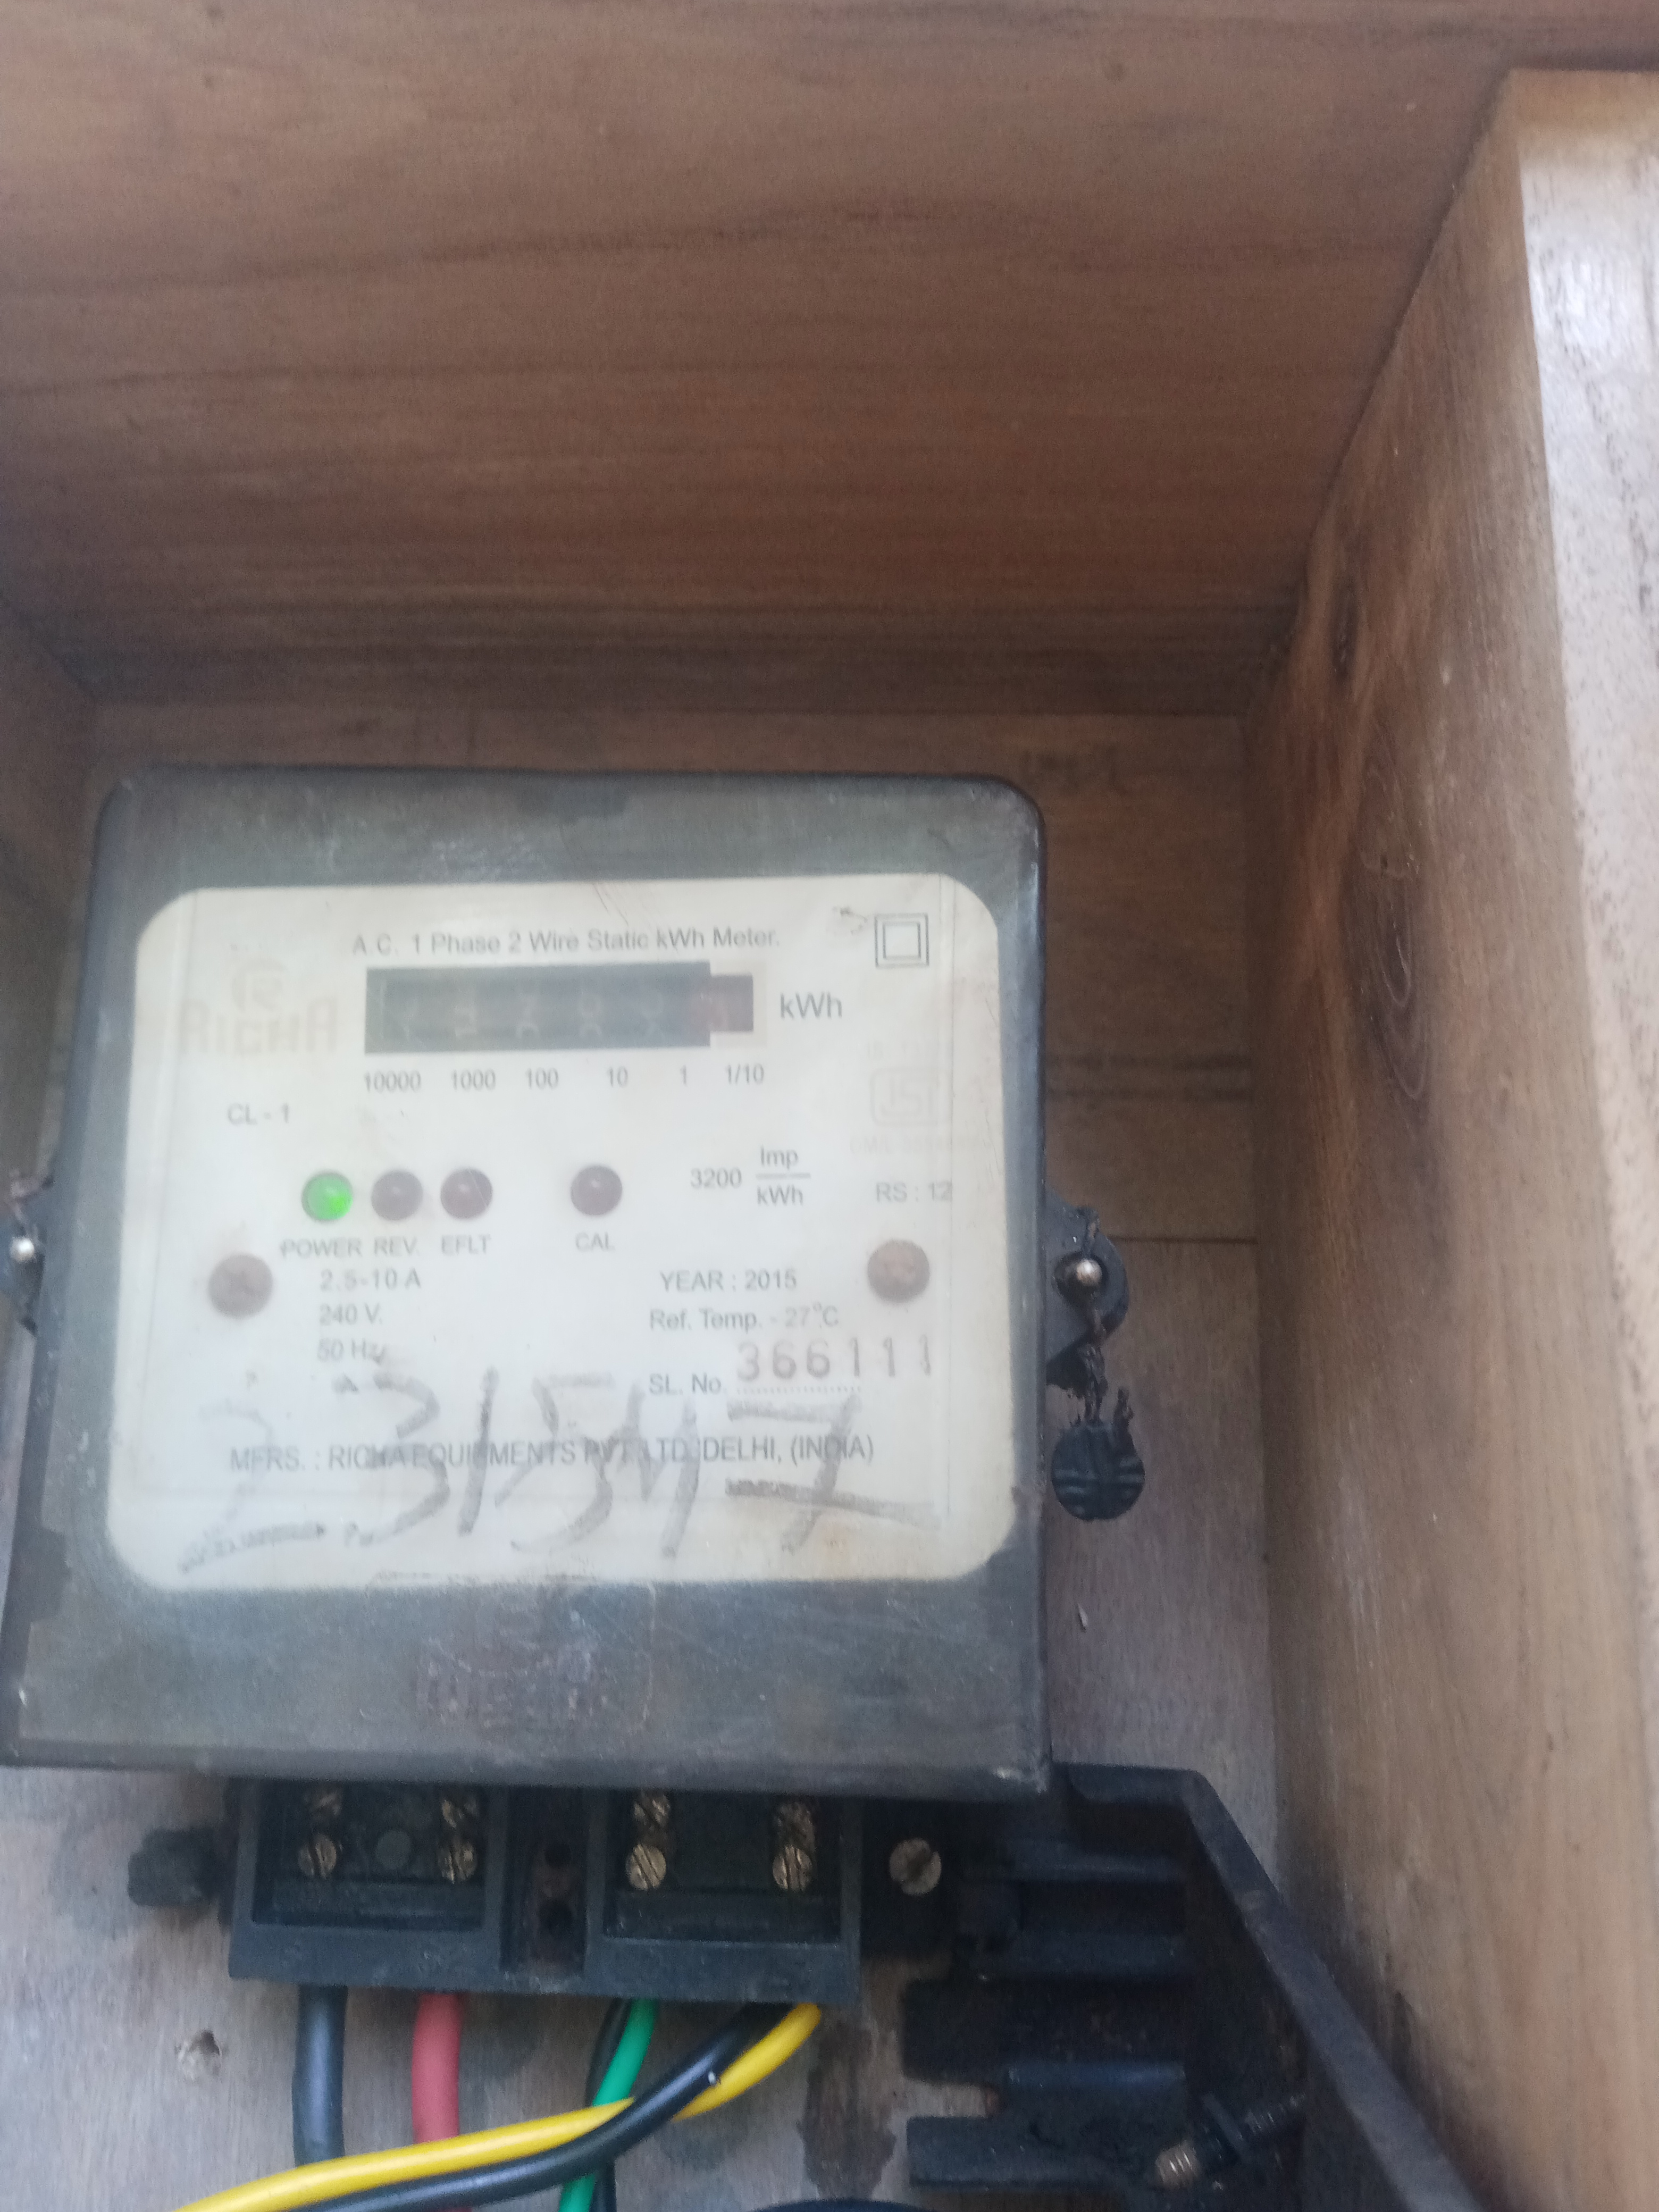 A.C. 1 Phase 2 Wire Static kWh Meter.
RICHA
kWh
10000 1000 100 10 1 1/10
CL - 1
3200 Imp
kWh
RS : 12
POWER REV. EFLT CAL
2.5-10 A
240 V.
50 Hz
YEAR : 2015
Ref. Temp. - 27°C
SL. No. 366111
MFRS. : RICHA EQUIPMENTS PVT. LTD. DELHI, (INDIA)